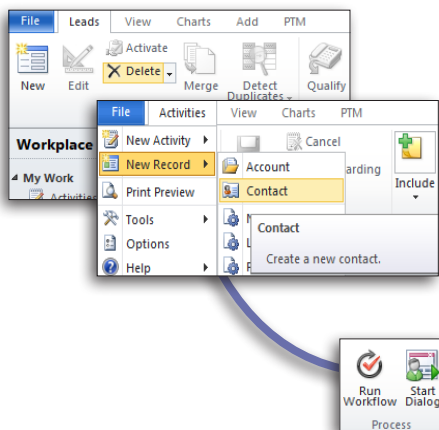 File Leads View Charts Add PTM
New
Edit
Activate
Delete
Merge
Detect
Duplicates
Qualify
Workplace
My Work
Activities
File Activities View Charts PTM
New Activity
New Record
Print Preview
Tools
Options
Help
Cancel
arding
Include
Account
Contact
N
L
Contact
Create a new contact.
Run
Workflow
Start
Dialog
Process